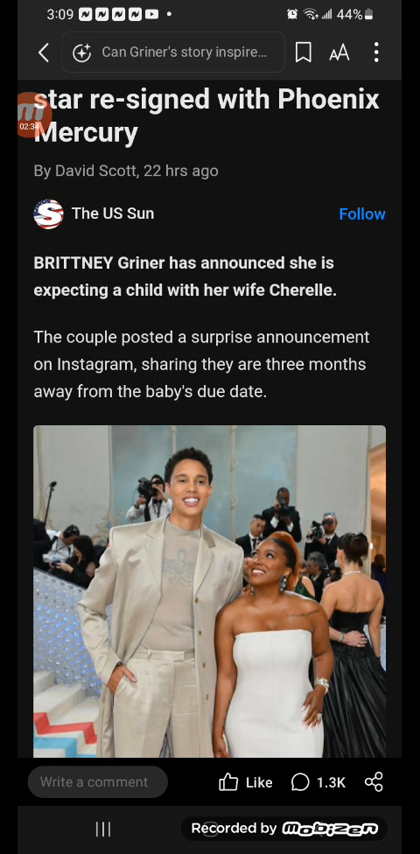 3:09
44%
Can Griner's story inspire...
AA
star re-signed with Phoenix
Mercury
02:34
By David Scott, 22 hrs ago
The US Sun
Follow
BRITTNEY Griner has announced she is
expecting a child with her wife Cherelle.
The couple posted a surprise announcement
on Instagram, sharing they are three months
away from the baby's due date.
Write a comment
Like
1.3K
Recorded by mobizen